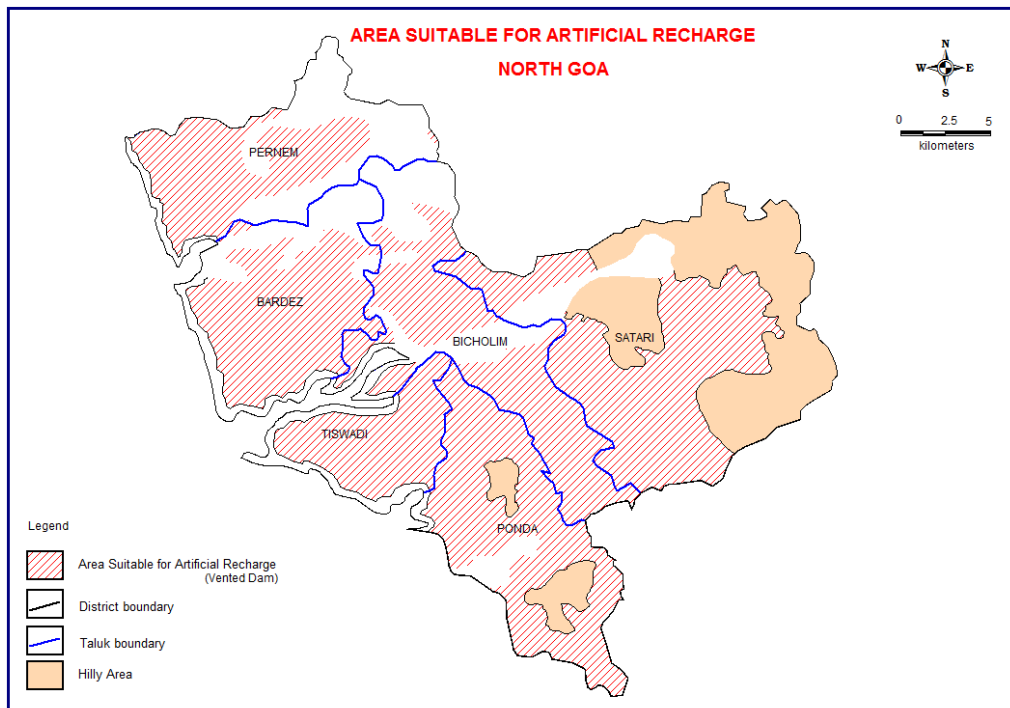 AREA SUITABLE FOR ARTIFICIAL RECHARGE
NORTH GOA
N
W E
S
0 2.5 5
kilometers
PERNEM
BARDEZ
BICHOLIM
SATARI
TISWADI
PONDA
Legend
Area Suitable for Artificial Recharge
(Vented Dam)
District boundary
Taluk boundary
Hilly Area